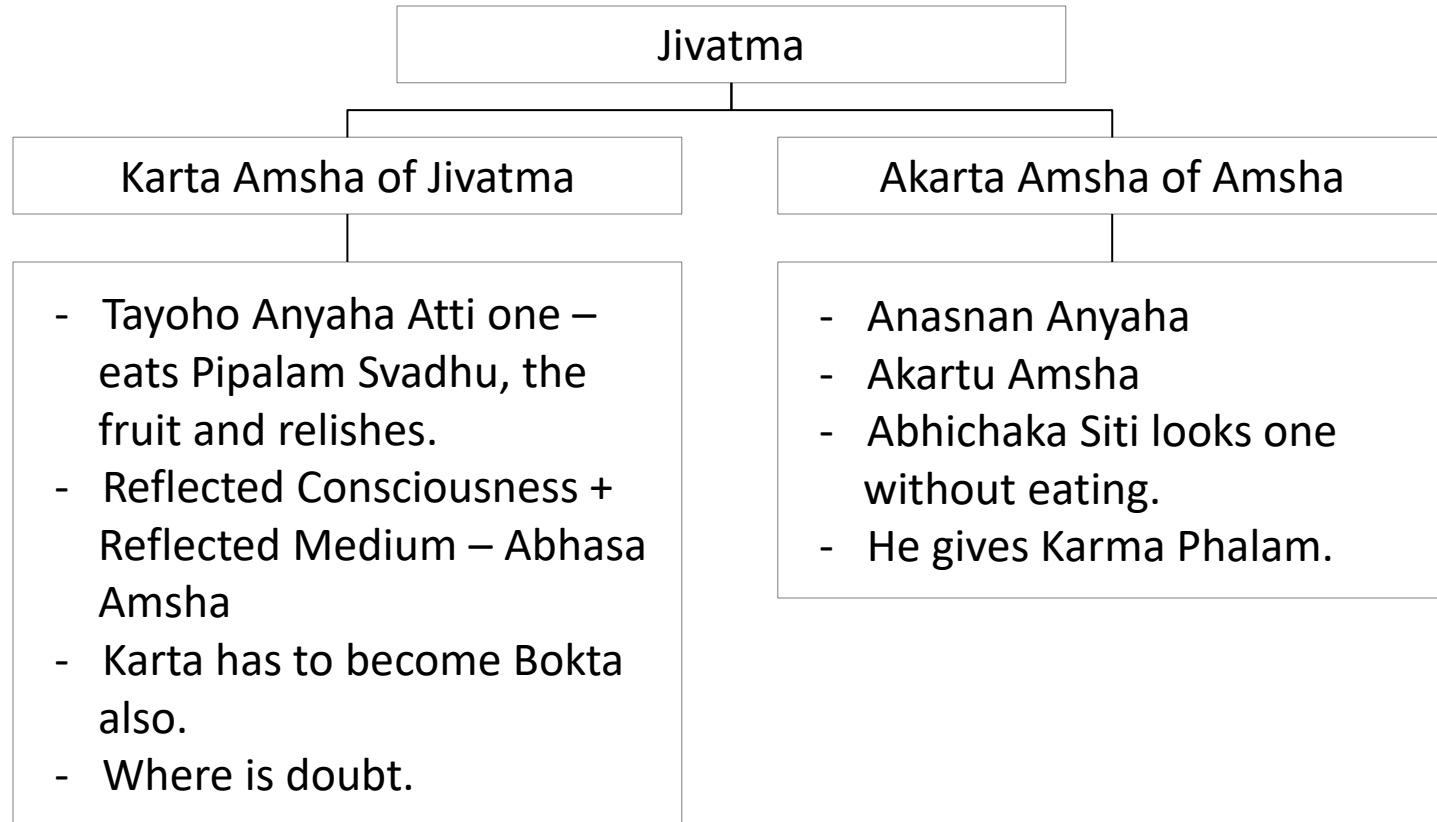 Jivatma
Karta Amsha of Jivatma
Akarta Amsha of Amsha
- Tayoho Anyaha Atti one –
eats Pipalam Svadhu, the
fruit and relishes.
- Reflected Consciousness +
Reflected Medium – Abhasa
Amsha
- Karta has to become Bokta
also.
- Where is doubt.
- Anasnan Anyaha
- Akartu Amsha
- Abhichaka Siti looks one
without eating.
- He gives Karma Phalam.